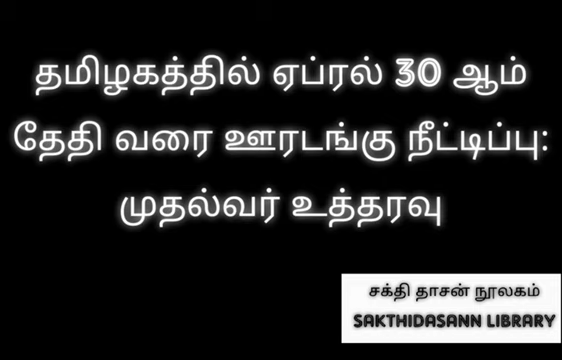 தமிழகத்தில் ஏப்ரல் 30 ஆம்
தேதி வரை ஊரடங்கு நீட்டிப்பு:
முதல்வர் உத்தரவு
சக்தி தாசன் நூலகம்
SAKTHIDASANN LIBRARY